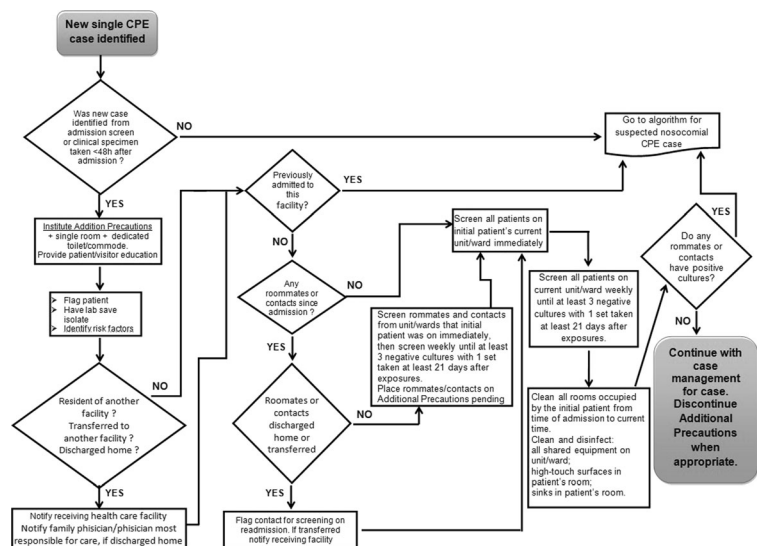 New single CPE
case identified
Was new case
identified from
admission screen
or clinical specimen
taken <48h after
admission ?
NO
YES
Institute Addition Precautions
+ single room + dedicated
toilet/commode.
Provide patient/visitor education
Flag patient
Have lab save
isolate
Identify risk factors
Resident of another
facility ?
Transferred to
another facility ?
Discharged home ?
NO
YES
Notify receiving health care facility
Notify family phisician/phisician most
responsible for care, if discharged home
Previously
admitted to
this
facility?
YES
NO
Any
roommates or
contacts since
admission ?
NO
YES
Roomates or
contacts
discharged
home or
transferred
NO
YES
Flag contact for screening on
readmission. If transferred
notify receiving facility
Screen rommates and contacts
from unit/wards that initial
patient was on immediately,
then screen weekly until at least
3 negative cultures with 1 set
taken at least 21 days after
exposures.
Place rommates/contacts on
Additional Precautions pending
Screen all patients on
initial patient's current
unit/ward immediately
Screen all patients on
current unit/ward weekly
until at least 3 negative
cultures with 1 set taken
at least 21 days after
exposures.
Clean all rooms occupied
by the initial patient from
time of admission to current
time.
Clean and disinfect:
all shared equipment on
unit/ward;
high-touch surfaces in
patient's room;
sinks in patient's room.
Go to algorithm for
suspected nosocomial
CPE case
YES
Do any
rommates or
contacts
have positive
cultures?
NO
Continue with
case
management
for case.
Discontinue
Additional
Precautions
when
appropriate.